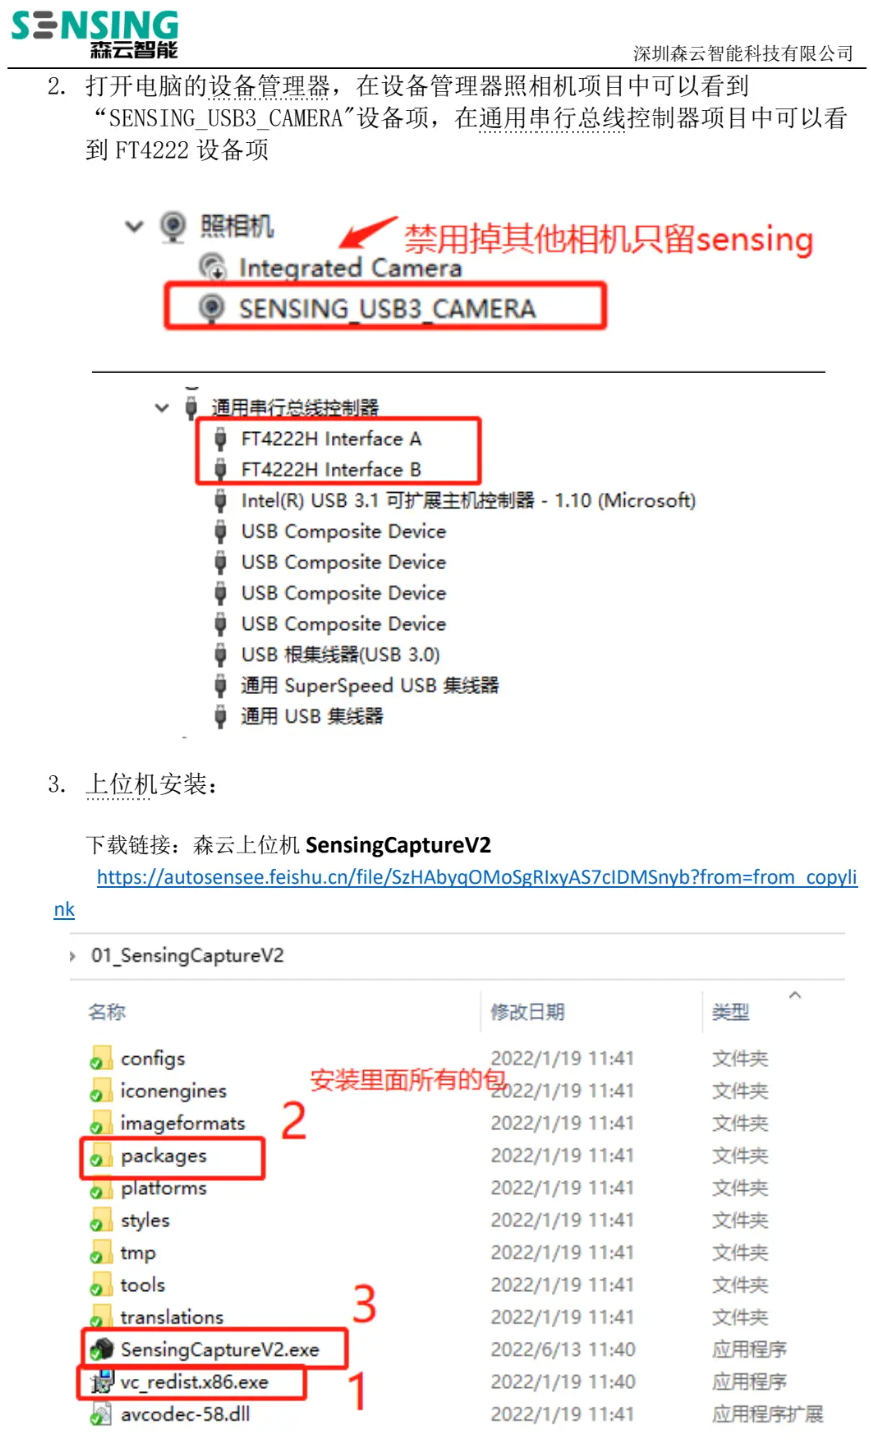 SENSING
森云智能
深圳森云智能科技有限公司
2. 打开电脑的设备管理器，在设备管理器照相机项目中可以看到
“SENSING_USB3_CAMERA"设备项，在通用串行总线控制器项目中可以看
到 FT4222 设备项
照相机
禁用掉其他相机只留sensing
Integrated Camera
SENSING_USB3_CAMERA
通用串行总线控制器
FT4222H Interface A
FT4222H Interface B
Intel(R) USB 3.1 可扩展主机控制器 - 1.10 (Microsoft)
USB Composite Device
USB Composite Device
USB Composite Device
USB Composite Device
USB 根集线器(USB 3.0)
通用 SuperSpeed USB 集线器
通用 USB 集线器
3. 上位机安装：
下载链接：森云上位机 SensingCaptureV2
https://autosensee.feishu.cn/file/SzHAbyqOMoSgRIxyAS7cIDMSnyb?from=from_copyli
nk
01_SensingCaptureV2
名称 修改日期 类型
configs 2022/1/19 11:41 文件夹
安装里面所有的包
iconengines 2022/1/19 11:41 文件夹
imageformats 2 2022/1/19 11:41 文件夹
packages 2022/1/19 11:41 文件夹
platforms 2022/1/19 11:41 文件夹
styles 2022/1/19 11:41 文件夹
tmp 2022/1/19 11:41 文件夹
tools 2022/1/19 11:41 文件夹
translations 3 2022/1/19 11:41 文件夹
SensingCaptureV2.exe 2022/6/13 11:40 应用程序
vc_redist.x86.exe 1 2022/1/19 11:40 应用程序
avcodec-58.dll 2022/1/19 11:41 应用程序扩展